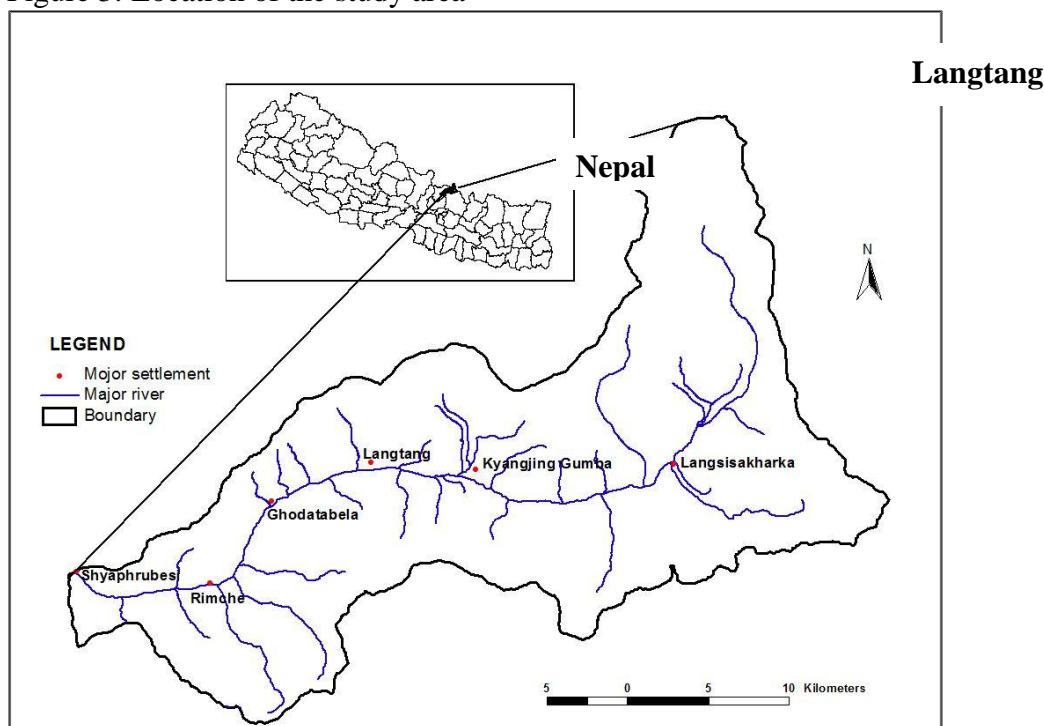 Figure 3: Location of the study area
Langtang
Nepal
N
LEGEND
Mojor settlement
Major river
Boundary
Langtang
Kyangjing Gumba
Langsisakharka
Ghodatabela
Shyaphrubes
Rimche
5 0 5 10 Kilometers